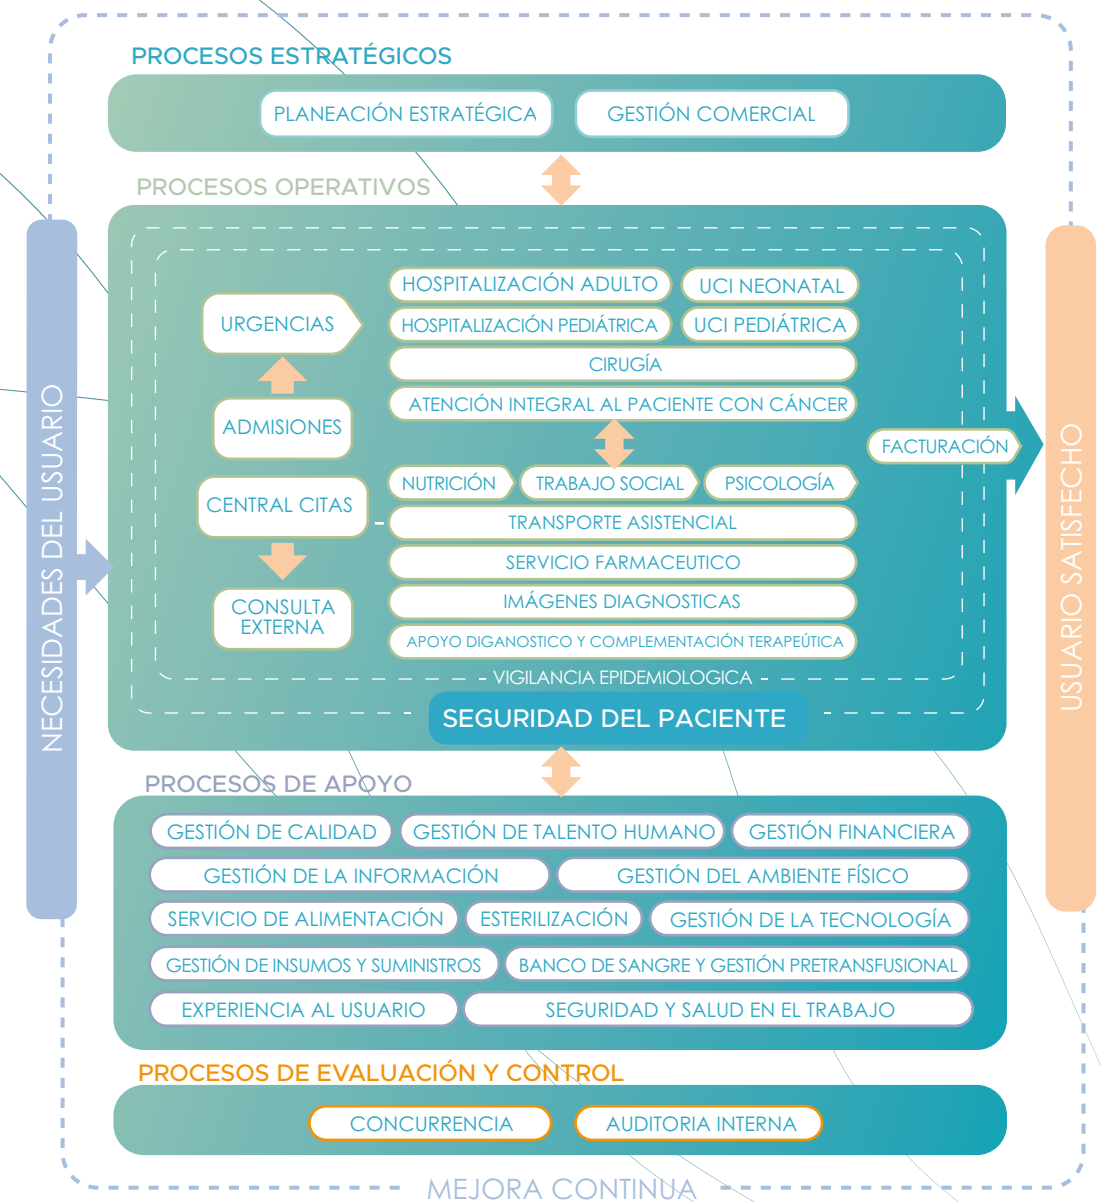 PROCESOS ESTRATÉGICOS
PLANEACIÓN ESTRATÉGICA
GESTIÓN COMERCIAL
PROCESOS OPERATIVOS
NECESIDADES DEL USUARIO
URGENCIAS
ADMISIONES
CENTRAL CITAS
CONSULTA
EXTERNA
HOSPITALIZACIÓN ADULTO
UCI NEONATAL
HOSPITALIZACIÓN PEDIÁTRICA
UCI PEDIÁTRICA
CIRUGÍA
ATENCIÓN INTEGRAL AL PACIENTE CON CÁNCER
NUTRICIÓN
TRABAJO SOCIAL
PSICOLOGÍA
TRANSPORTE ASISTENCIAL
SERVICIO FARMACEUTICO
IMÁGENES DIAGNOSTICAS
APOYO DIGANOSTICO Y COMPLEMENTACIÓN TERAPEÚTICA
FACTURACIÓN
USUARIO SATISFECHO
VIGILANCIA EPIDEMIOLOGICA
SEGURIDAD DEL PACIENTE
PROCESOS DE APOYO
GESTIÓN DE CALIDAD
GESTIÓN DE TALENTO HUMANO
GESTIÓN FINANCIERA
GESTIÓN DE LA INFORMACIÓN
GESTIÓN DEL AMBIENTE FÍSICO
SERVICIO DE ALIMENTACIÓN
ESTERILIZACIÓN
GESTIÓN DE LA TECNOLOGÍA
GESTIÓN DE INSUMOS Y SUMINISTROS
BANCO DE SANGRE Y GESTIÓN PRETRANSFUSIONAL
EXPERIENCIA AL USUARIO
SEGURIDAD Y SALUD EN EL TRABAJO
PROCESOS DE EVALUACIÓN Y CONTROL
CONCURRENCIA
AUDITORIA INTERNA
MEJORA CONTINUA